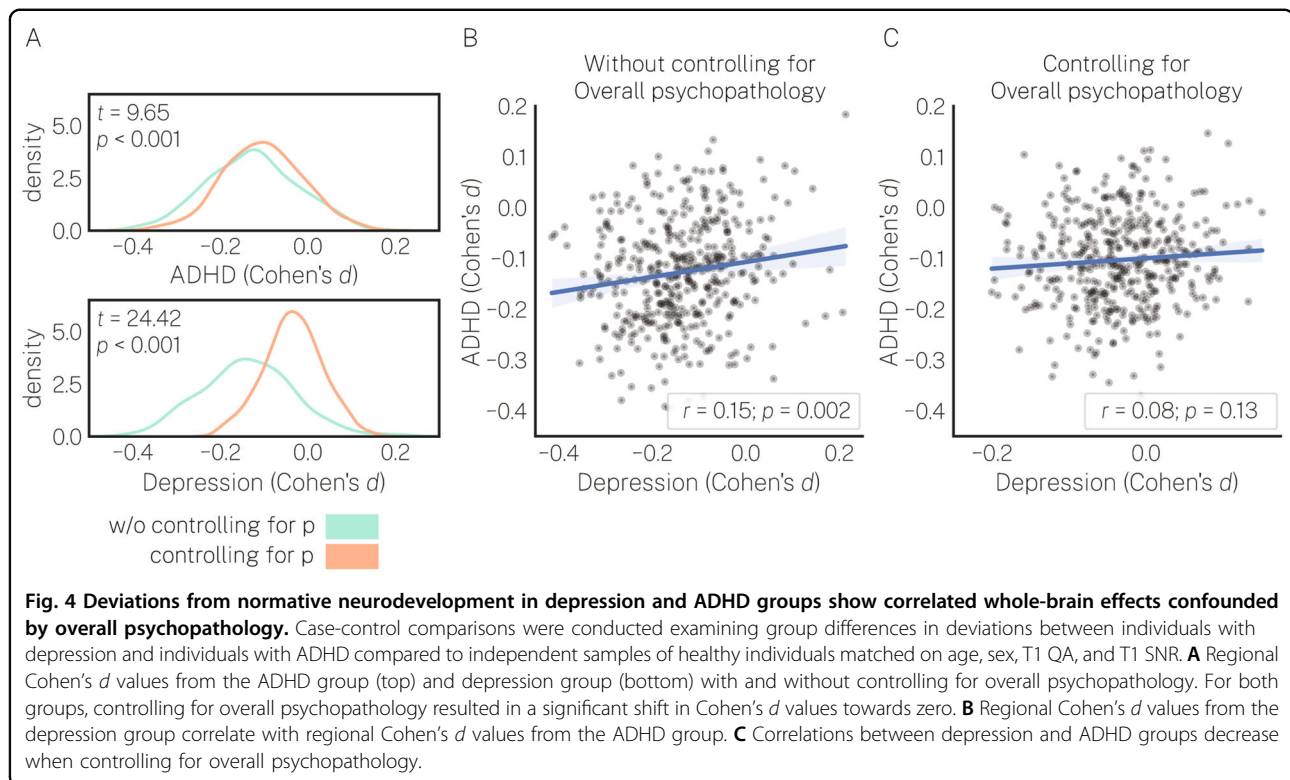 A
t = 9.65
p < 0.001
density
5.0
2.5
0.0
−0.4 −0.2 0.0 0.2
ADHD (Cohen's d)
t = 24.42
p < 0.001
density
5.0
2.5
0.0
−0.4 −0.2 0.0 0.2
Depression (Cohen's d)
w/o controlling for p
controlling for p
B
Without controlling for
Overall psychopathology
ADHD (Cohen's d)
0.2
0.1
0.0
−0.1
−0.2
−0.3
−0.4
r = 0.15; p = 0.002
−0.4 −0.2 0.0 0.2
Depression (Cohen's d)
C
Controlling for
Overall psychopathology
ADHD (Cohen's d)
0.2
0.1
0.0
−0.1
−0.2
−0.3
−0.4
r = 0.08; p = 0.13
−0.2 0.0
Depression (Cohen's d)
Fig. 4 Deviations from normative neurodevelopment in depression and ADHD groups show correlated whole-brain effects confounded
by overall psychopathology. Case-control comparisons were conducted examining group differences in deviations between individuals with
depression and individuals with ADHD compared to independent samples of healthy individuals matched on age, sex, T1 QA, and T1 SNR. A Regional
Cohen's d values from the ADHD group (top) and depression group (bottom) with and without controlling for overall psychopathology. For both
groups, controlling for overall psychopathology resulted in a significant shift in Cohen's d values towards zero. B Regional Cohen's d values from the
depression group correlate with regional Cohen's d values from the ADHD group. C Correlations between depression and ADHD groups decrease
when controlling for overall psychopathology.